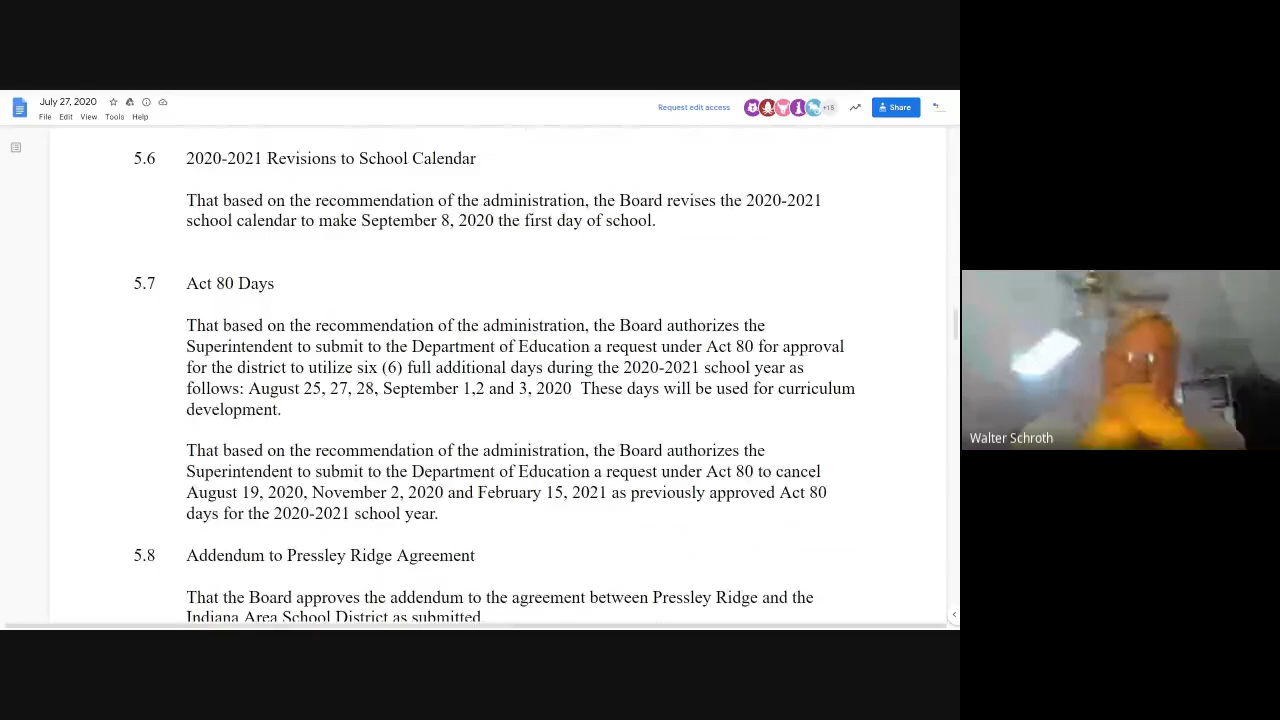 July 27, 2020
File Edit View Tools Help
Request edit access
+15
Share
5.6 2020-2021 Revisions to School Calendar
That based on the recommendation of the administration, the Board revises the 2020-2021
school calendar to make September 8, 2020 the first day of school.
5.7 Act 80 Days
That based on the recommendation of the administration, the Board authorizes the
Superintendent to submit to the Department of Education a request under Act 80 for approval
for the district to utilize six (6) full additional days during the 2020-2021 school year as
follows: August 25, 27, 28, September 1,2 and 3, 2020  These days will be used for curriculum
development.
That based on the recommendation of the administration, the Board authorizes the
Superintendent to submit to the Department of Education a request under Act 80 to cancel
August 19, 2020, November 2, 2020 and February 15, 2021 as previously approved Act 80
days for the 2020-2021 school year.
5.8 Addendum to Pressley Ridge Agreement
That the Board approves the addendum to the agreement between Pressley Ridge and the
Indiana Area School District as submitted.
Walter Schroth